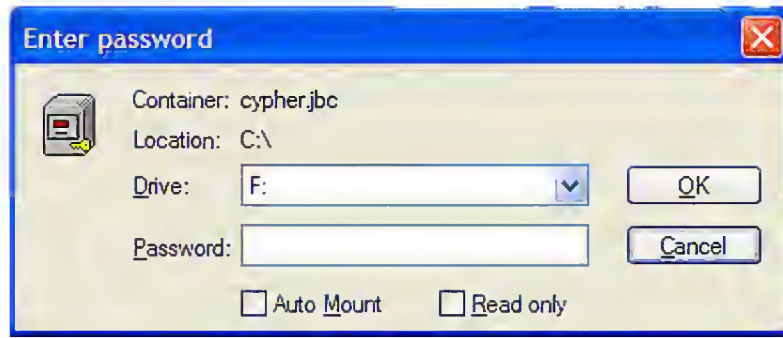 Enter password
Container: cypher.jbc
Location: C:\
Drive: F: OK
Password: Cancel
Auto Mount Read only